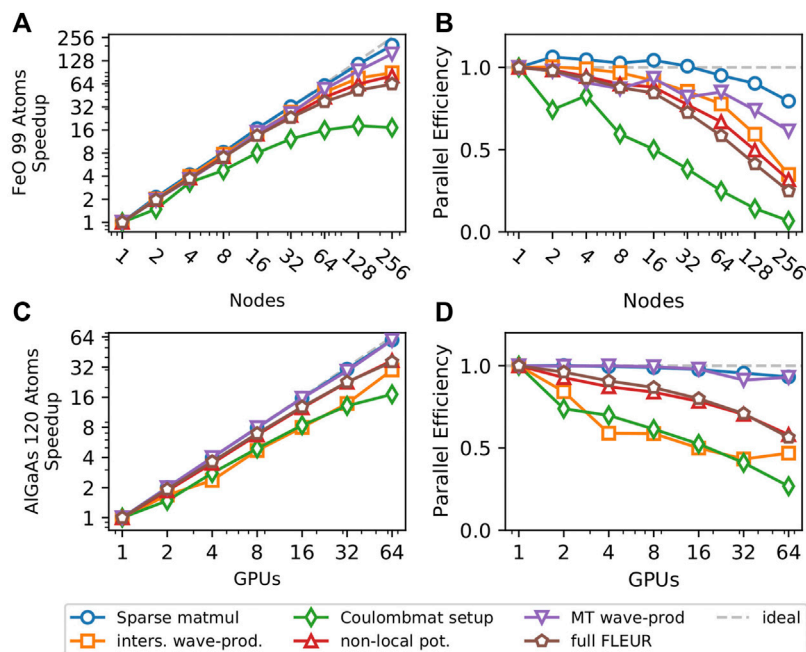 A
FeO 99 Atoms
Speedup
256
128
64
32
16
8
4
2
1
1 2 4 8 16 32 64 128 256
Nodes
B
Parallel Efficiency
1.0
0.5
0.0
1 2 4 8 16 32 64 128 256
Nodes
C
AlGaAs 120 Atoms
Speedup
64
32
16
8
4
2
1
1 2 4 8 16 32 64
GPUs
D
Parallel Efficiency
1.0
0.5
0.0
1 2 4 8 16 32 64
GPUs
Sparse matmul Coulombmat setup MT wave-prod ideal
inters. wave-prod. non-local pot. full FLEUR